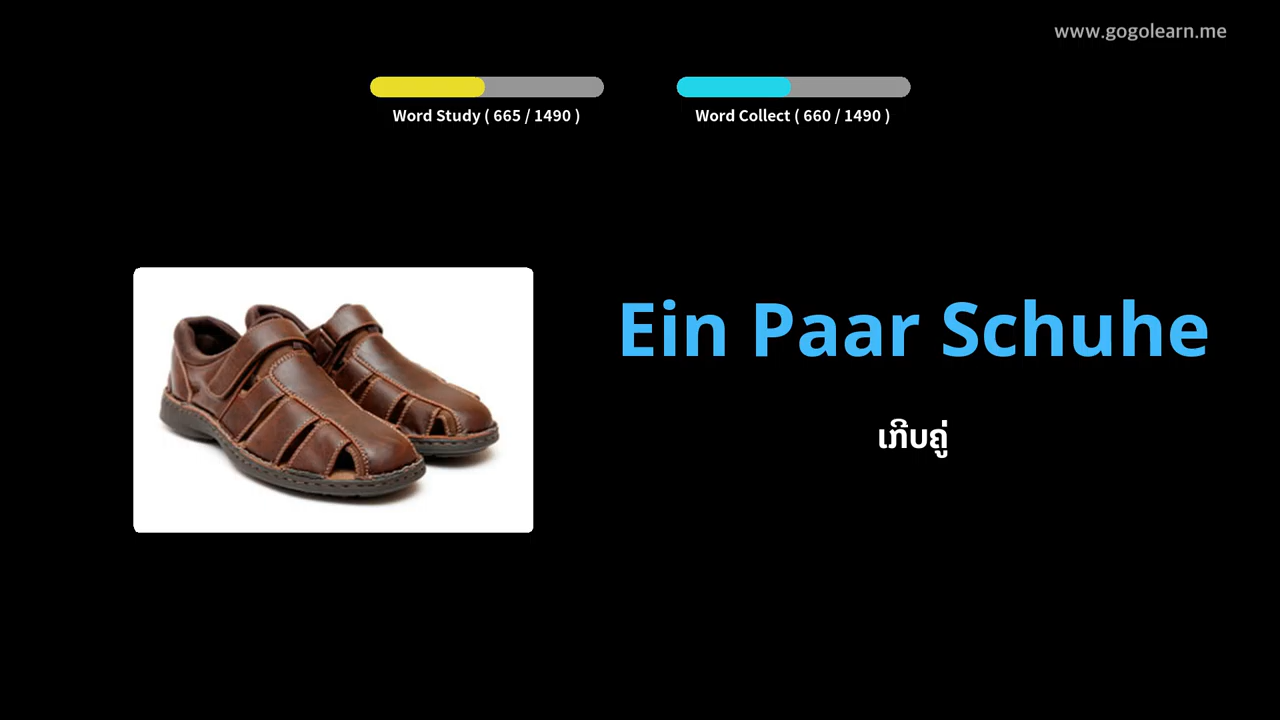 www.gogolearn.me
Word Study ( 665 / 1490 )
Word Collect ( 660 / 1490 )
Ein Paar Schuhe
ເກີບຄູ່